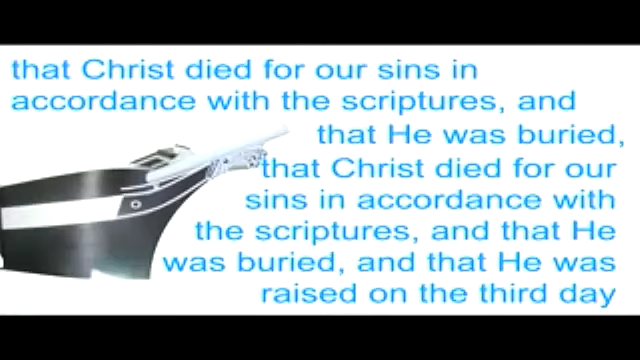 that Christ died for our sins in
accordance with the scriptures, and
that He was buried,
that Christ died for our
sins in accordance with
the scriptures, and that He
was buried, and that He was
raised on the third day